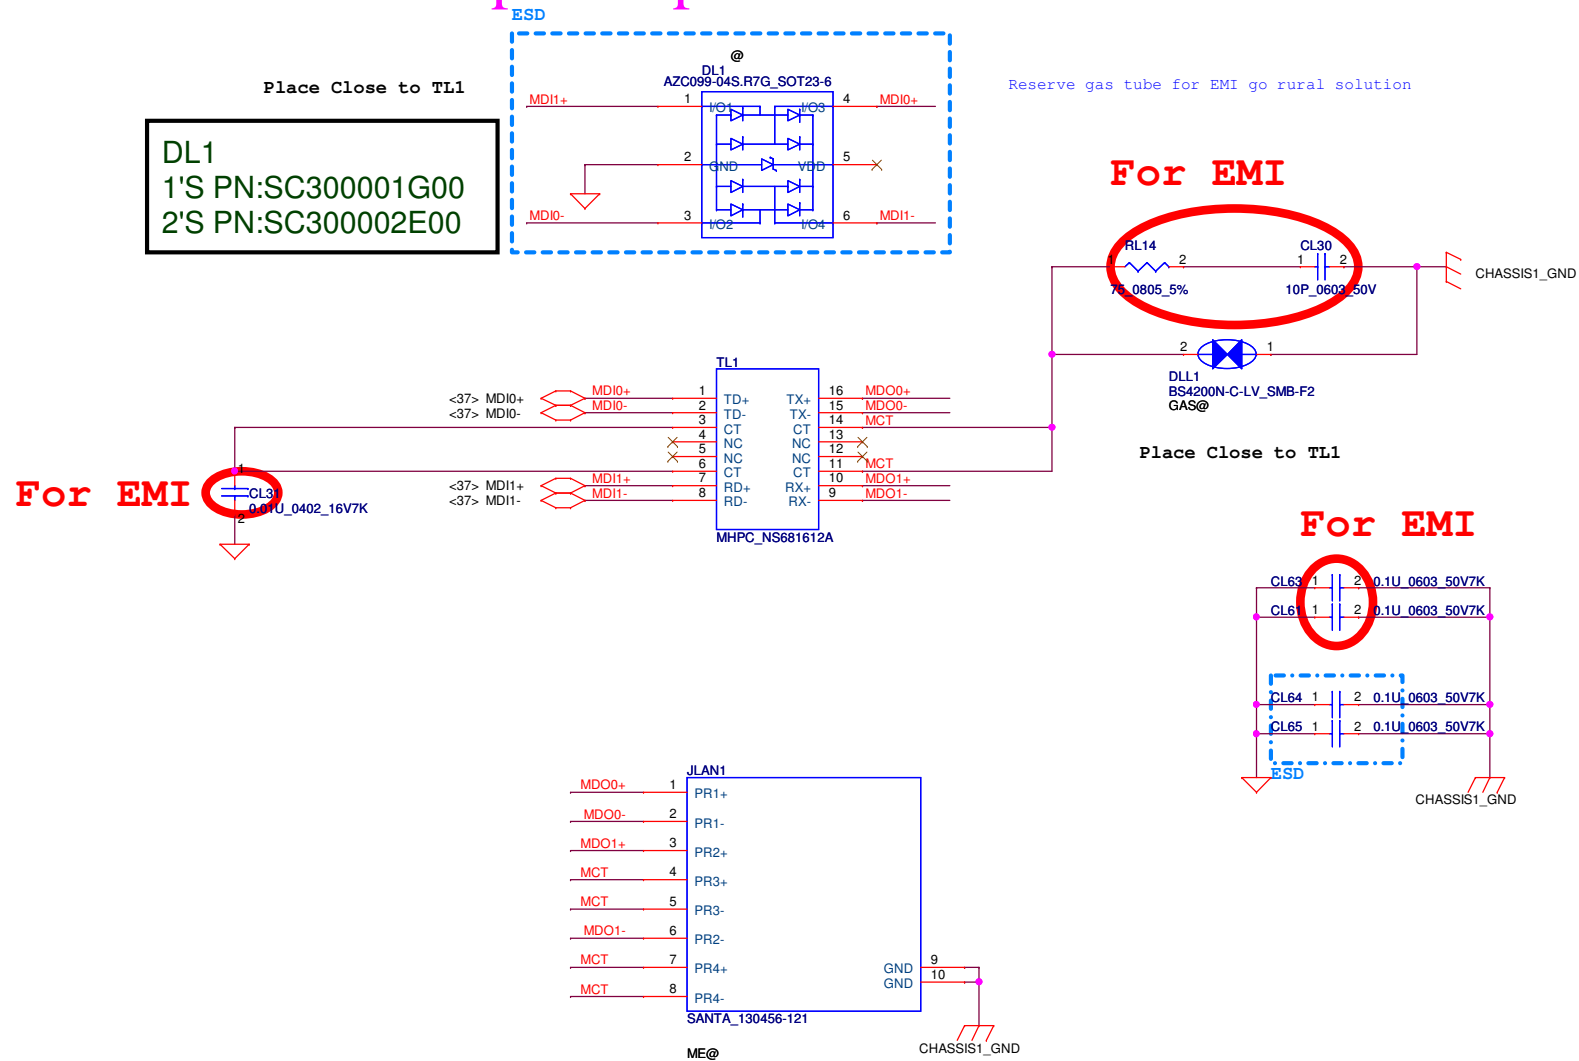 ESD
Place Close to TL1
DL1
1'S PN:SC300001G00
2'S PN:SC300002E00
@
DL1
AZC099-04S.R7G_SOT23-6
MDI1+ 1 I/O1 I/O3 4 MDI0+
2 GND VDD 5
MDI0- 3 I/O2 I/O4 6 MDI1-
Reserve gas tube for EMI go rural solution
For EMI
RL14 CL30
1 2 1 2
75_0805_5% 10P_0603_50V
CHASSIS1_GND
2 1
DLL1
BS4200N-C-LV_SMB-F2
GAS@
Place Close to TL1
TL1
<37> MDI0+ MDI0+ 1 TD+ TX+ 16 MDO0+
<37> MDI0- MDI0- 2 TD- TX- 15 MDO0-
3 CT CT 14 MCT
4 NC NC 13
5 NC NC 12
6 CT CT 11 MCT
<37> MDI1+ MDI1+ 7 RD+ RX+ 10 MDO1+
<37> MDI1- MDI1- 8 RD- RX- 9 MDO1-
MHPC_NS681612A
For EMI
1
CL31
0.01U_0402_16V7K
2
For EMI
CL63 1 2 0.1U_0603_50V7K
CL61 1 2 0.1U_0603_50V7K
CL64 1 2 0.1U_0603_50V7K
CL65 1 2 0.1U_0603_50V7K
ESD
CHASSIS1_GND
JLAN1
MDO0+ 1 PR1+
MDO0- 2 PR1-
MDO1+ 3 PR2+
MCT 4 PR3+
MCT 5 PR3-
MDO1- 6 PR2-
MCT 7 PR4+ GND 9
GND 10
MCT 8 PR4-
SANTA_130456-121
CHASSIS1_GND
ME@